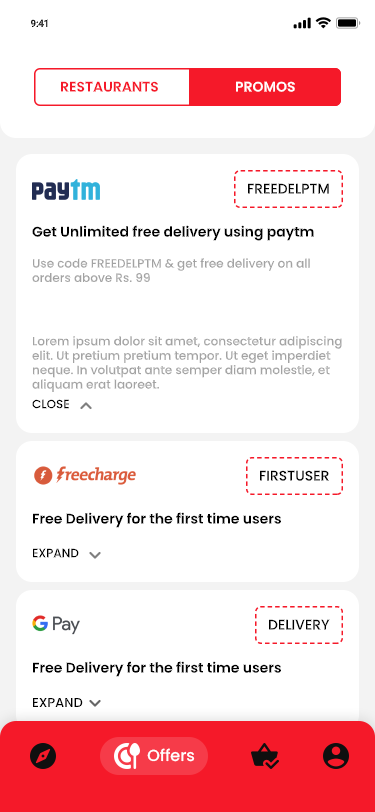 9:41
RESTAURANTS PROMOS
paytm FREEDELPTM
Get Unlimited free delivery using paytm
Use code FREEDELPTM & get free delivery on all
orders above Rs. 99
Lorem ipsum dolor sit amet, consectetur adipiscing
elit. Ut pretium pretium tempor. Ut eget imperdiet
neque. In volutpat ante semper diam molestie, et
aliquam erat laoreet.
CLOSE
freecharge FIRSTUSER
Free Delivery for the first time users
EXPAND
G Pay DELIVERY
Free Delivery for the first time users
EXPAND
Offers